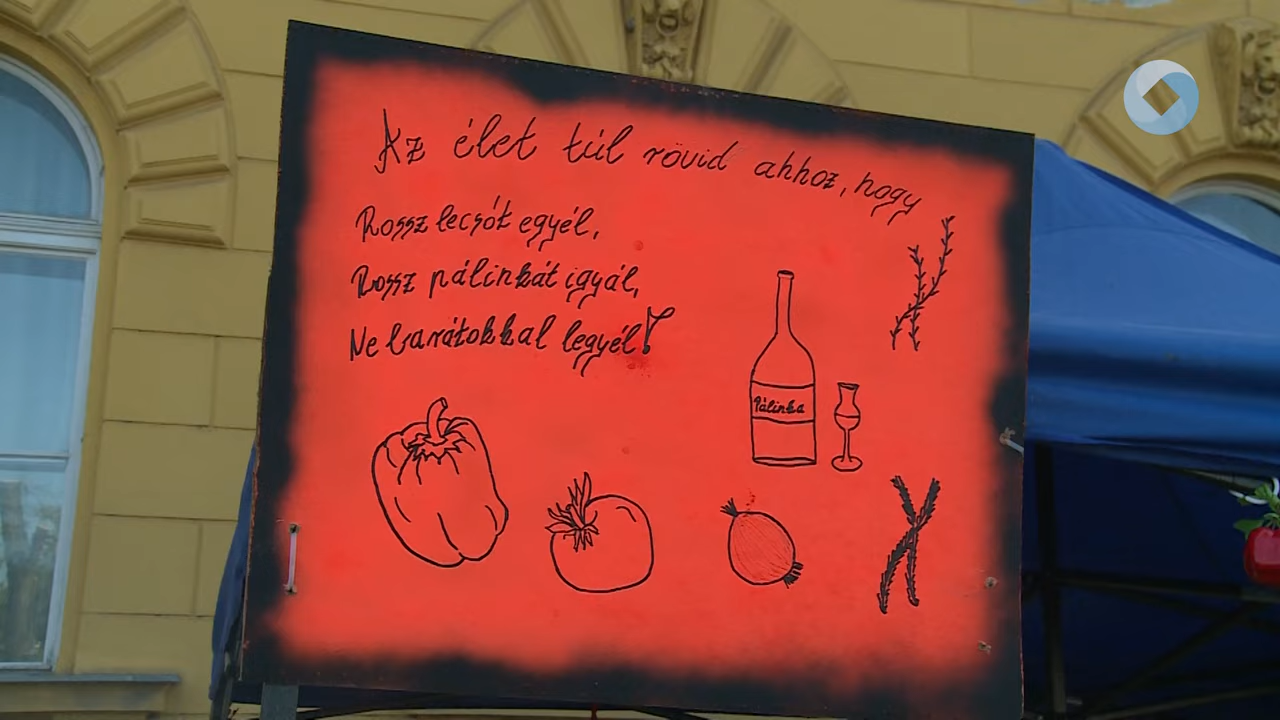 Az élet túl rövid ahhoz, hogy
Rossz lecsót egyél,
Rossz pálinkát igyál,
Ne barátokkal legyél!
Pálinka